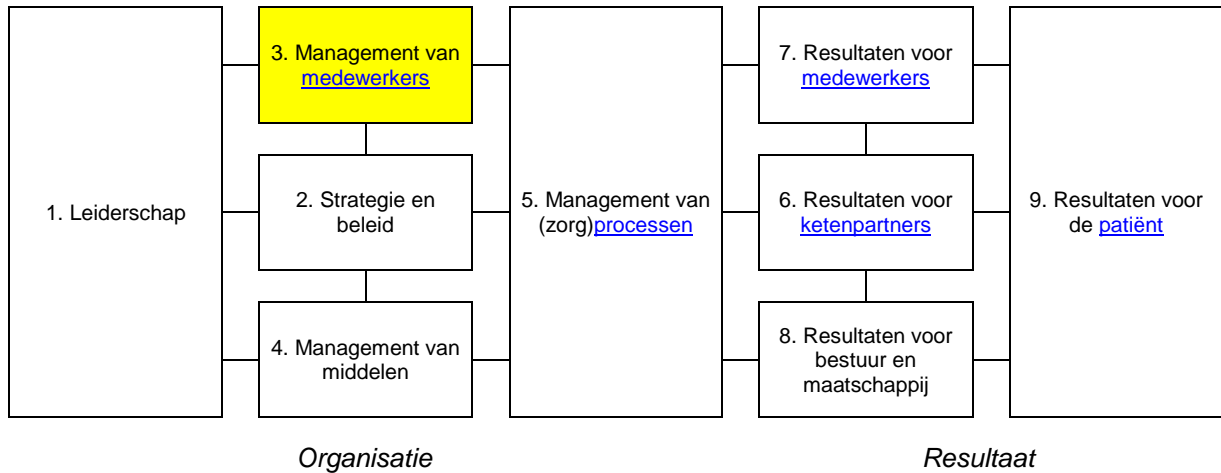 1. Leiderschap
3. Management van
medewerkers
2. Strategie en
beleid
4. Management van
middelen
5. Management van
(zorg)processen
7. Resultaten voor
medewerkers
6. Resultaten voor
ketenpartners
8. Resultaten voor
bestuur en
maatschappij
9. Resultaten voor
de patiënt
Organisatie
Resultaat